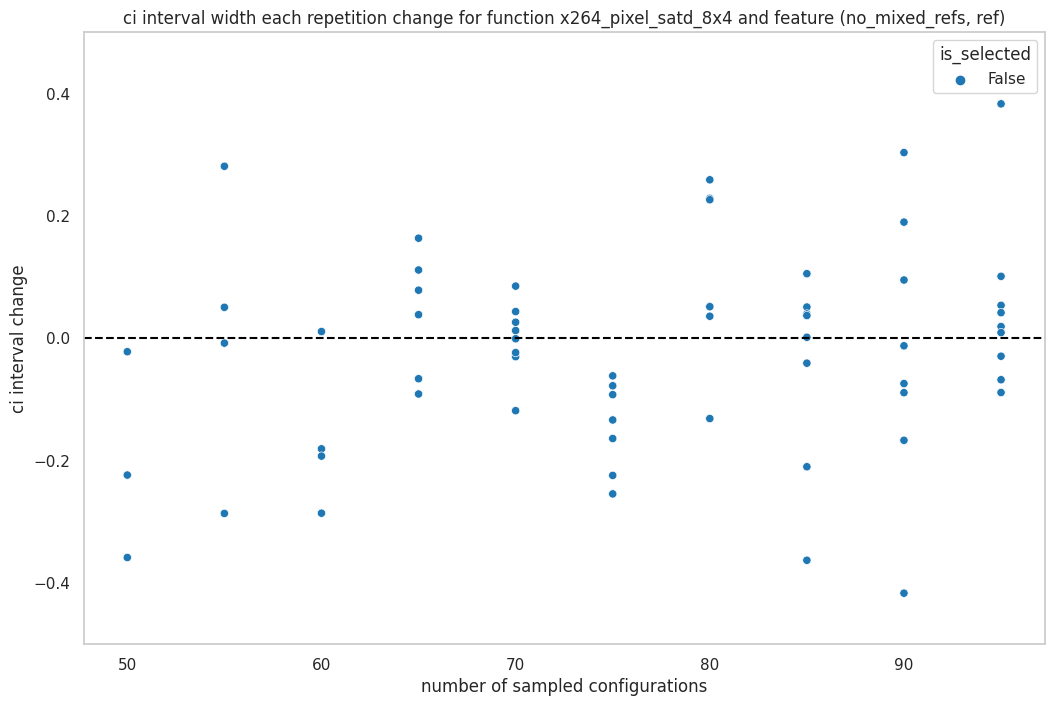 ci interval width each repetition change for function x264_pixel_satd_8x4 and feature (no_mixed_refs, ref)
is_selected
False
0.4
0.2
0.0
−0.2
−0.4
ci interval change
50
60
70
80
90
number of sampled configurations